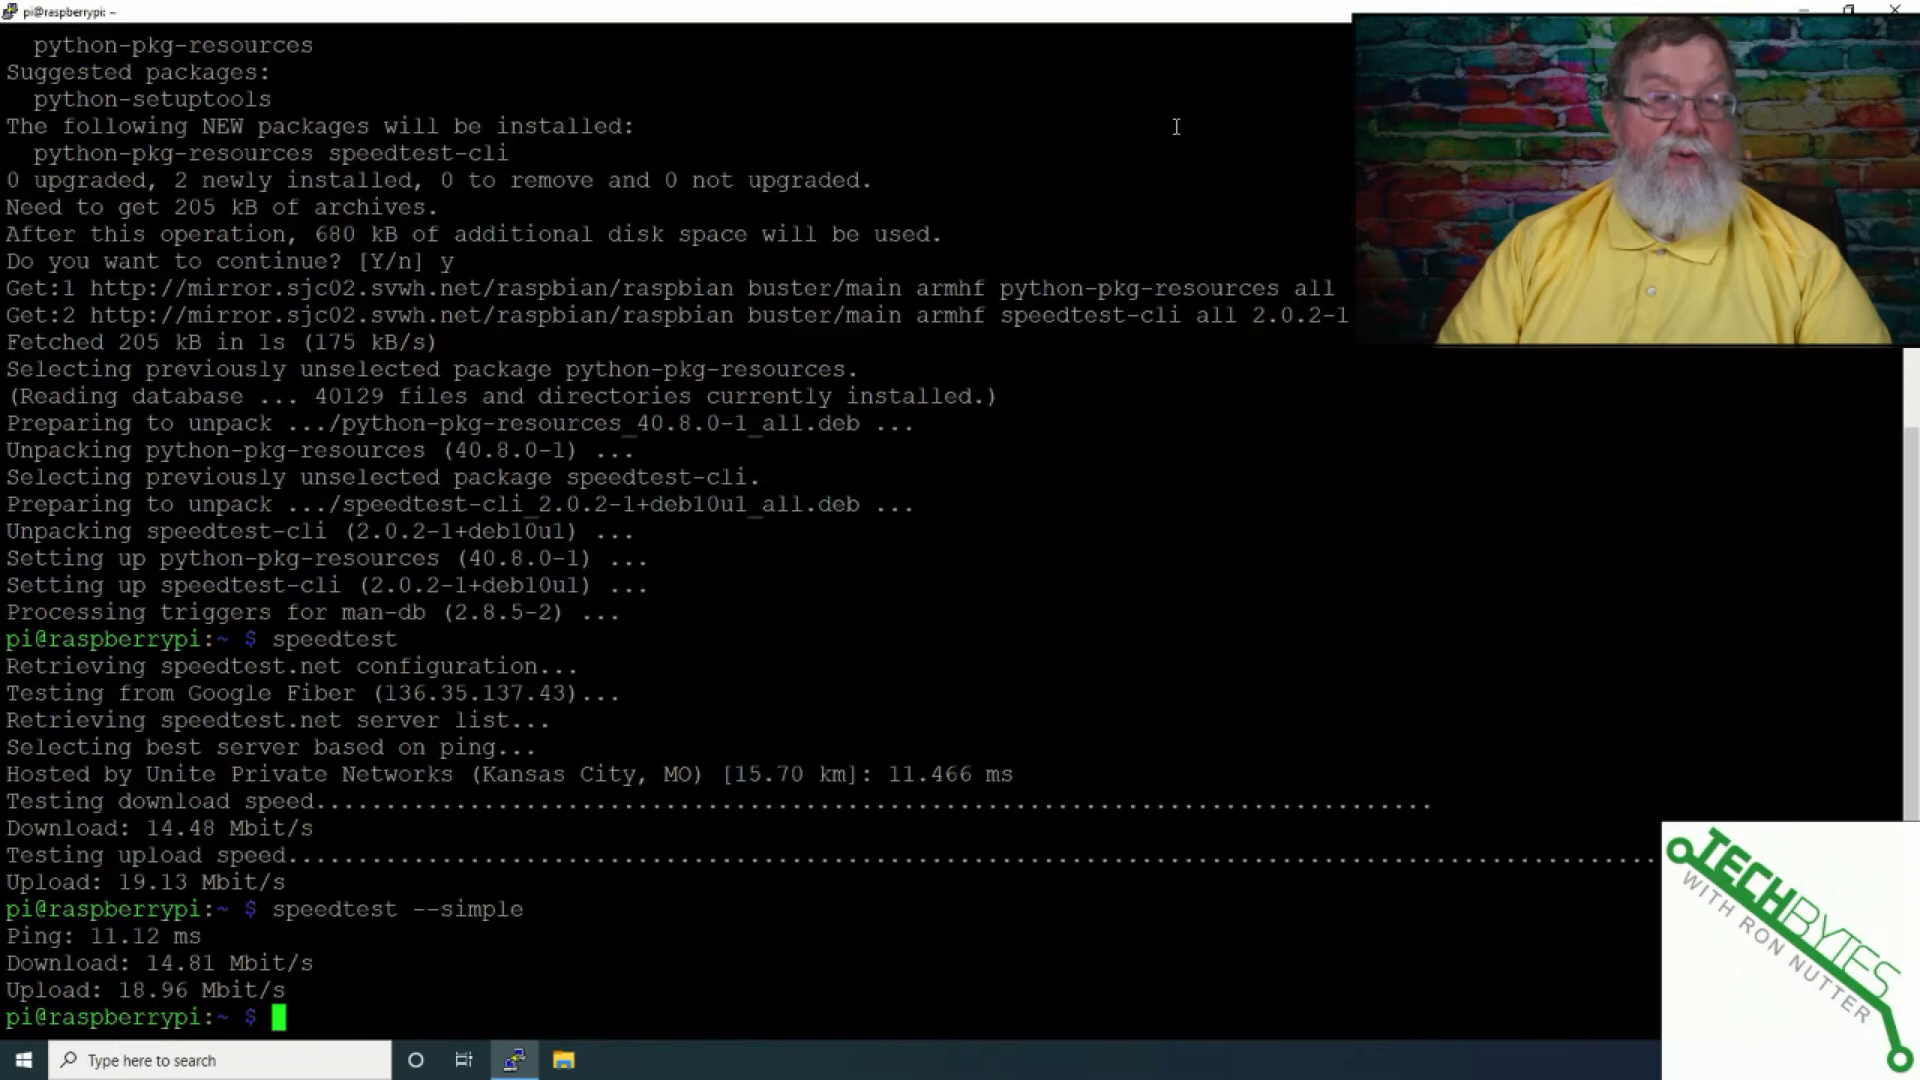 pi@raspberrypi: ~
python-pkg-resources
Suggested packages:
python-setuptools
The following NEW packages will be installed:
python-pkg-resources speedtest-cli
0 upgraded, 2 newly installed, 0 to remove and 0 not upgraded.
Need to get 205 kB of archives.
After this operation, 680 kB of additional disk space will be used.
Do you want to continue? [Y/n] y
Get:1 http://mirror.sjc02.svwh.net/raspbian/raspbian buster/main armhf python-pkg-resources all
Get:2 http://mirror.sjc02.svwh.net/raspbian/raspbian buster/main armhf speedtest-cli all 2.0.2-1
Fetched 205 kB in 1s (175 kB/s)
Selecting previously unselected package python-pkg-resources.
(Reading database ... 40129 files and directories currently installed.)
Preparing to unpack .../python-pkg-resources_40.8.0-1_all.deb ...
Unpacking python-pkg-resources (40.8.0-1) ...
Selecting previously unselected package speedtest-cli.
Preparing to unpack .../speedtest-cli_2.0.2-1+deb10u1_all.deb ...
Unpacking speedtest-cli (2.0.2-1+deb10u1) ...
Setting up python-pkg-resources (40.8.0-1) ...
Setting up speedtest-cli (2.0.2-1+deb10u1) ...
Processing triggers for man-db (2.8.5-2) ...
pi@raspberrypi:~ $ speedtest
Retrieving speedtest.net configuration...
Testing from Google Fiber (136.35.137.43)...
Retrieving speedtest.net server list...
Selecting best server based on ping...
Hosted by Unite Private Networks (Kansas City, MO) [15.70 km]: 11.466 ms
Testing download speed................................................................................
Download: 14.48 Mbit/s
Testing upload speed.................................................................................................
Upload: 19.13 Mbit/s
pi@raspberrypi:~ $ speedtest --simple
Ping: 11.12 ms
Download: 14.81 Mbit/s
Upload: 18.96 Mbit/s
pi@raspberrypi:~ $
TECHBYTES
WITH RON NUTTER
Type here to search